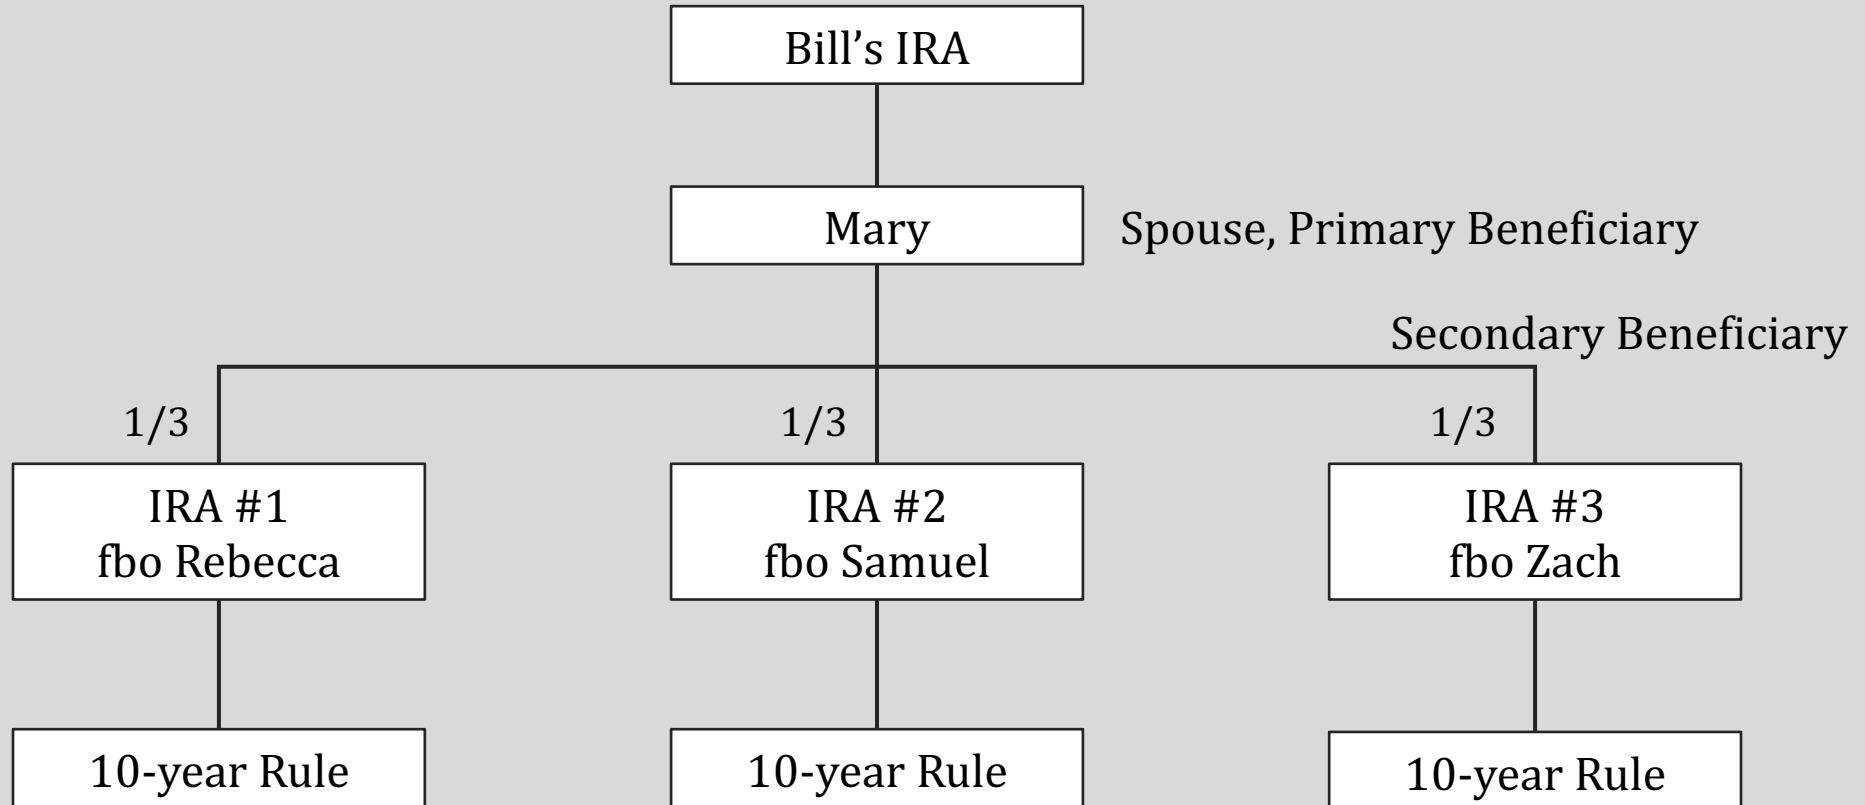 Bill’s IRA
Mary
Spouse, Primary Beneficiary
Secondary Beneficiary
1/3
1/3
1/3
IRA #1
fbo Rebecca
IRA #2
fbo Samuel
IRA #3
fbo Zach
10-year Rule
10-year Rule
10-year Rule